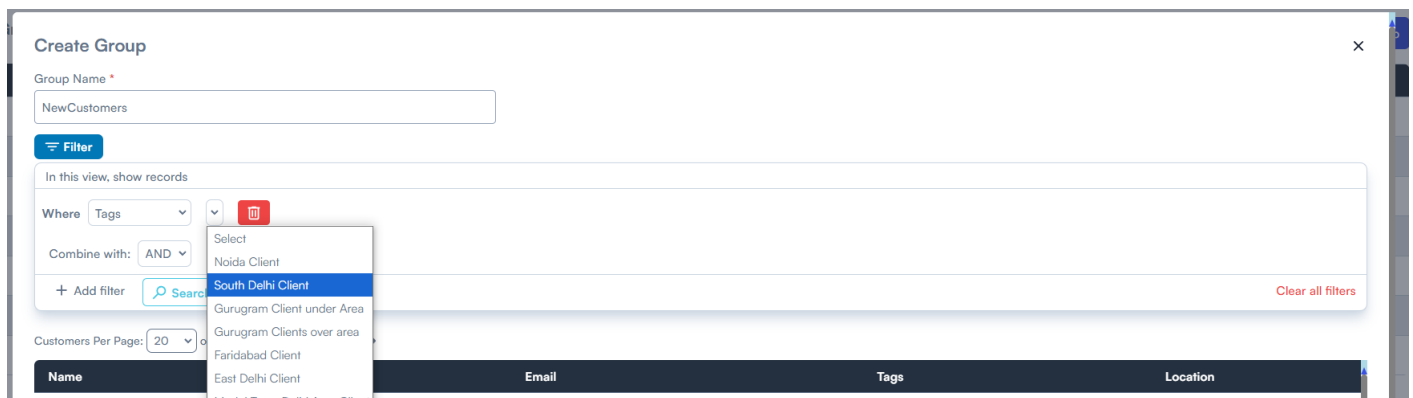 Create Group
Group Name *
NewCustomers
Filter
In this view, show records
Where Tags
Select
Combine with: AND
Noida Client
South Delhi Client
+ Add filter
Clear all filters
Gurugram Client under Area
Gurugram Clients over area
Customers Per Page: 20
Faridabad Client
Name East Delhi Client Email Tags Location